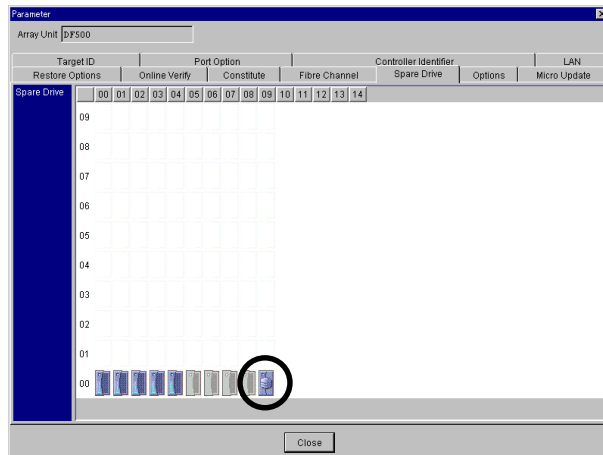 Parameter
Array Unit DF500
Target ID Port Option Controller Identifier LAN
Restore Options Online Verify Constitute Fibre Channel Spare Drive Options Micro Update
Spare Drive 00 01 02 03 04 05 06 07 08 09 10 11 12 13 14
09
08
07
06
05
04
03
02
01
00
Close